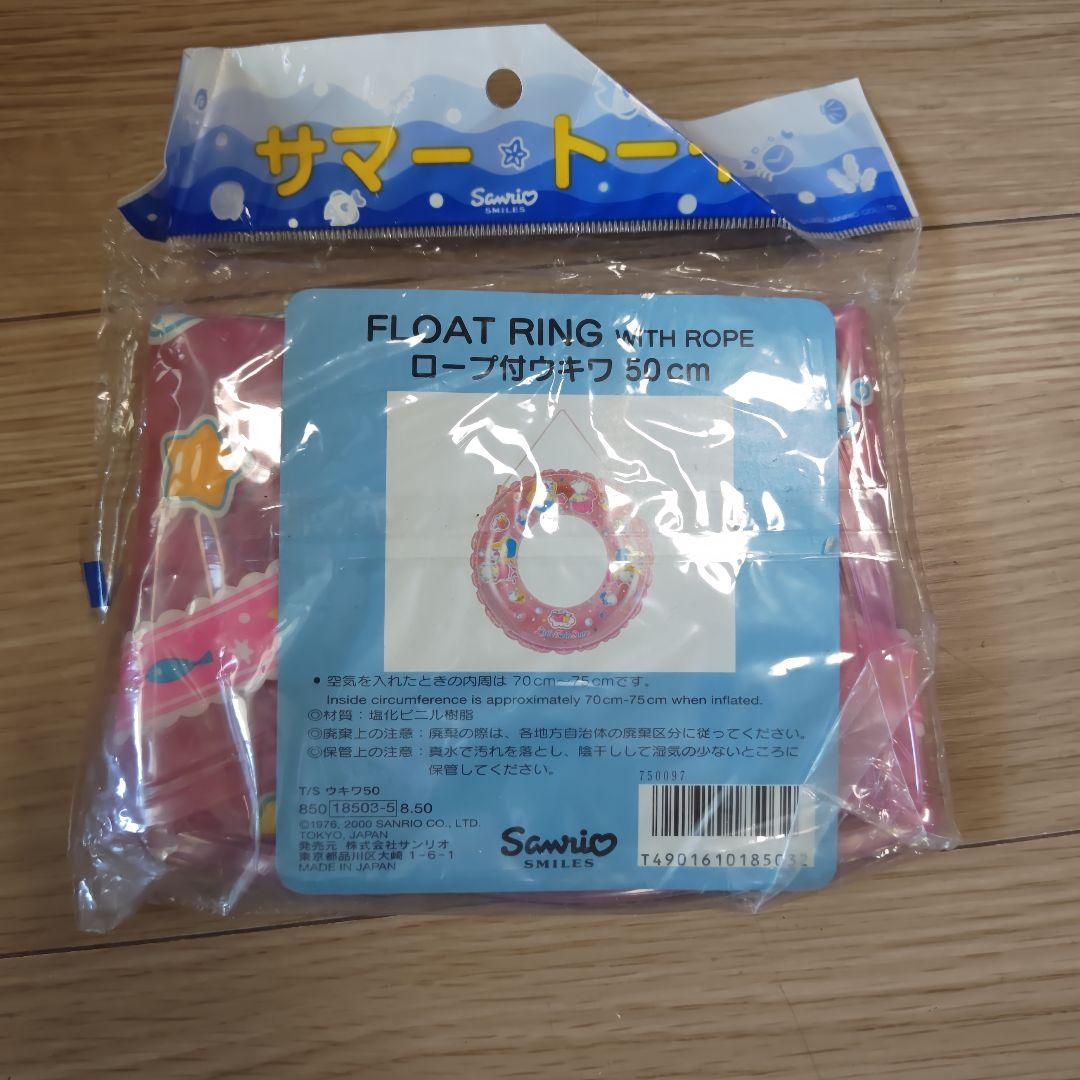 サマー トーイ
Sanrio
SMILES
FLOAT RING WITH ROPE
ロープ付ウキワ 50cm
• 空気を入れたときの内周は 70cm〜75cmです。
Inside circumference is approximately 70cm-75cm when inflated.
◎材質：塩化ビニル樹脂
◎廃棄上の注意：廃棄の際は、各地方自治体の廃棄区分に従ってください。
◎保管上の注意：真水で汚れを落とし、陰干しして湿気の少ないところに
保管してください。
750097
T/S ウキワ50
850 18503-5 8.50
©1976, 2000 SANRIO CO., LTD.
TOKYO, JAPAN
発売元 株式会社サンリオ
東京都品川区大崎 1-6-1
MADE IN JAPAN
Sanrio
SMILES
T4901610185032